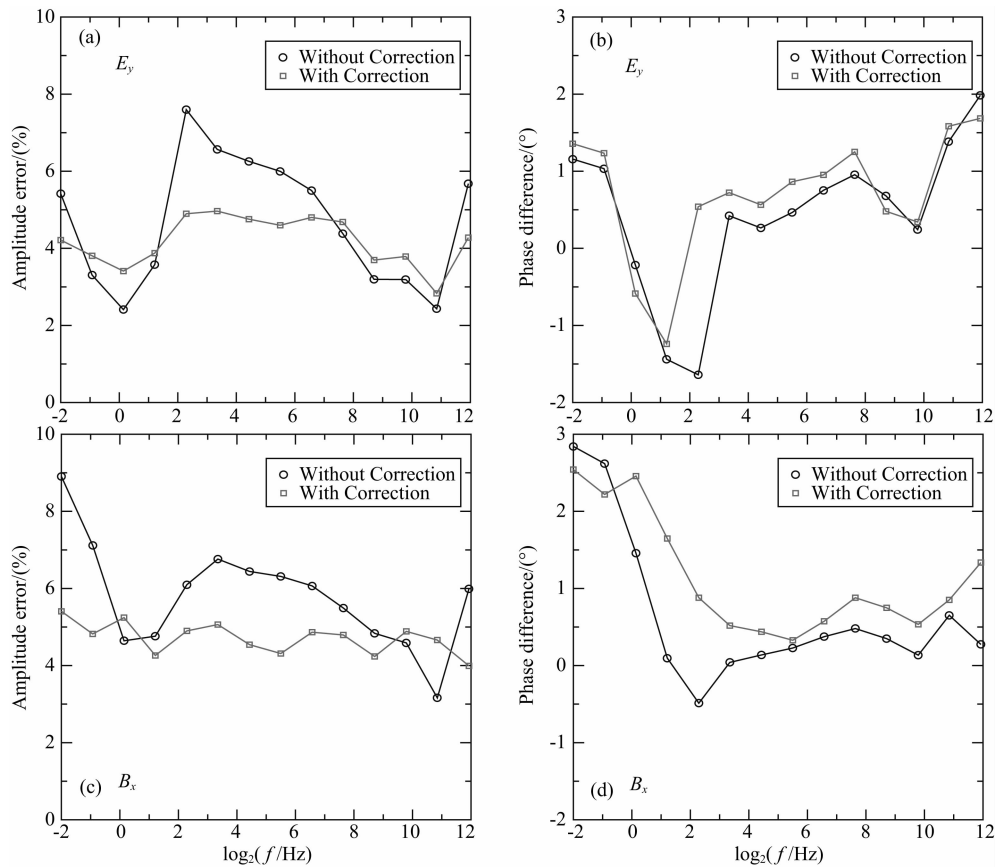 (a)
E_y
Without Correction
With Correction
Amplitude error/(%)
10
8
6
4
2
0
-2 0 2 4 6 8 10 12
(b)
E_y
Without Correction
With Correction
Phase difference/(°)
3
2
1
0
-1
-2
-2 0 2 4 6 8 10 12
Without Correction
With Correction
Amplitude error/(%)
10
8
6
4
2
0
(c)
B_x
-2 0 2 4 6 8 10 12
log₂(f/Hz)
Without Correction
With Correction
Phase difference/(°)
3
2
1
0
-1
-2
(d)
B_x
-2 0 2 4 6 8 10 12
log₂(f/Hz)